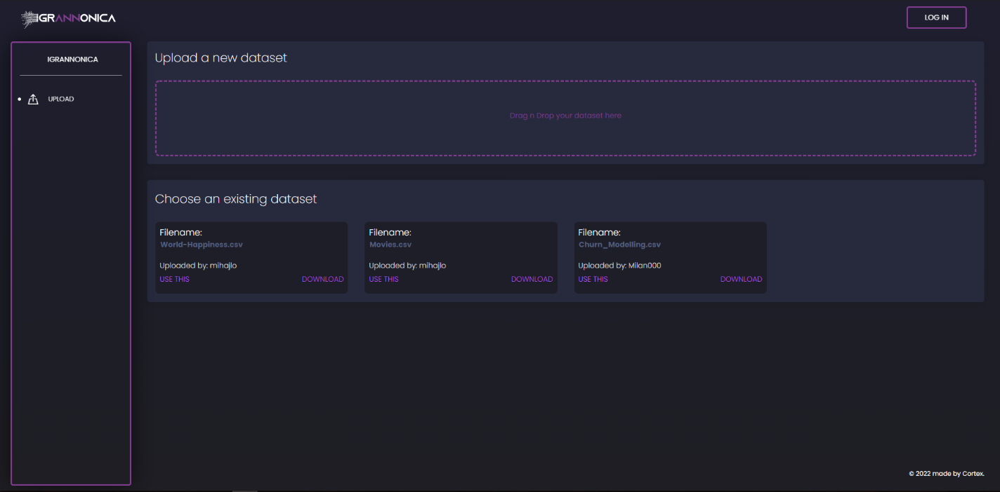 IGRANNONICA
LOG IN
IGRANNONICA
UPLOAD
Upload a new dataset
Drag n Drop your dataset here
Choose an existing dataset
Filename:
World-Happiness.csv
Uploaded by: mihajlo
USE THIS DOWNLOAD
Filename:
Movies.csv
Uploaded by: mihajlo
USE THIS DOWNLOAD
Filename:
Churn_Modelling.csv
Uploaded by: Milan000
USE THIS DOWNLOAD
© 2022 made by Cortex.